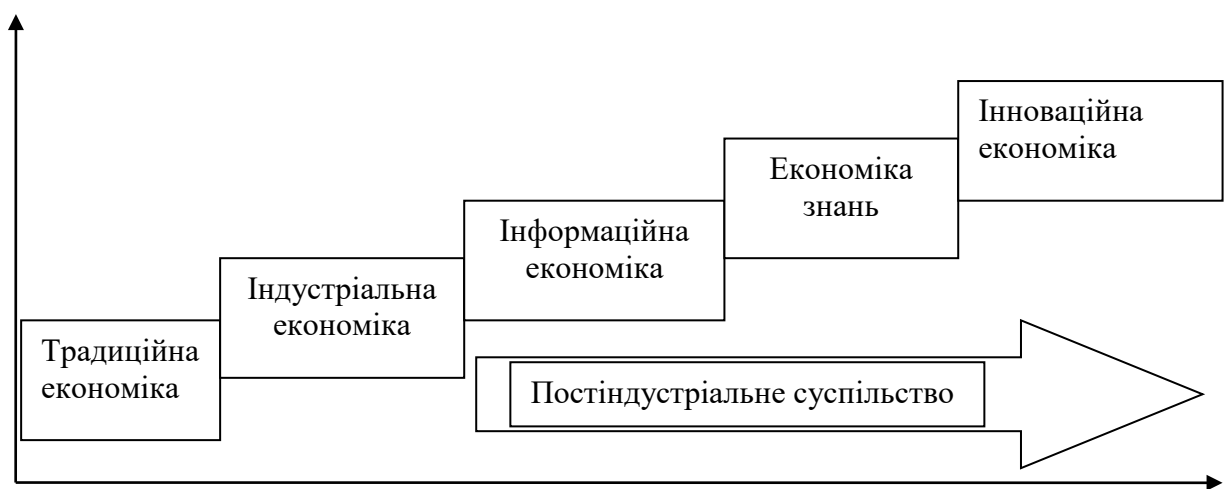 Інноваційна
економіка
Економіка
знань
Інформаційна
економіка
Індустріальна
економіка
Традиційна
економіка
Постіндустріальне суспільство